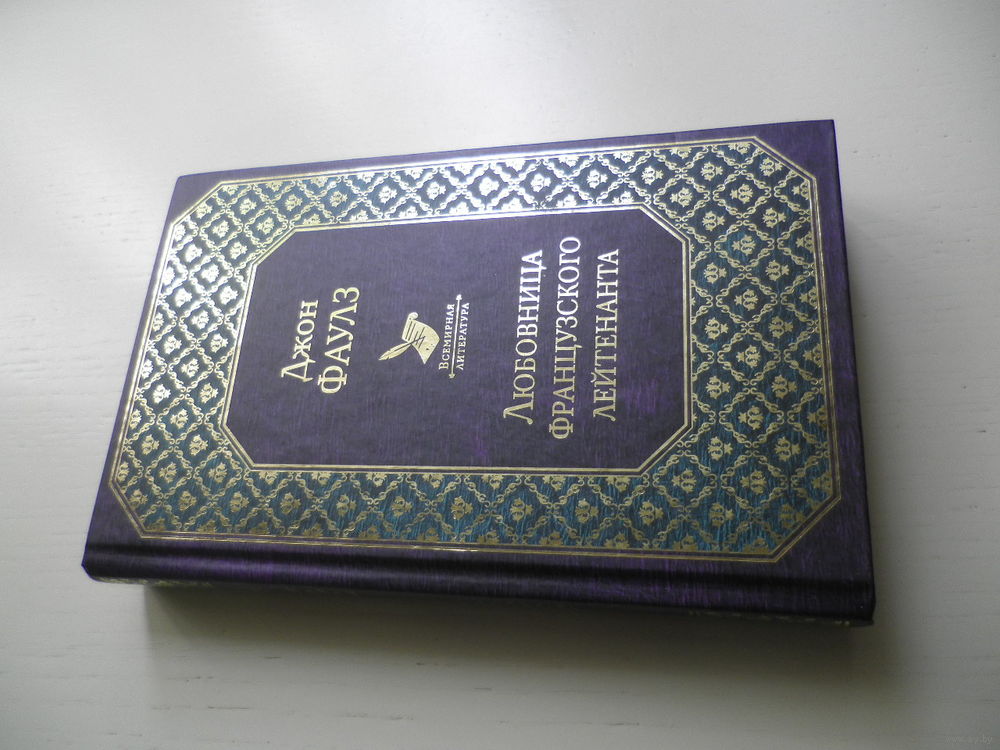 Джон
Фаулз
Всемирная
литература
Любовница
французского
лейтенанта